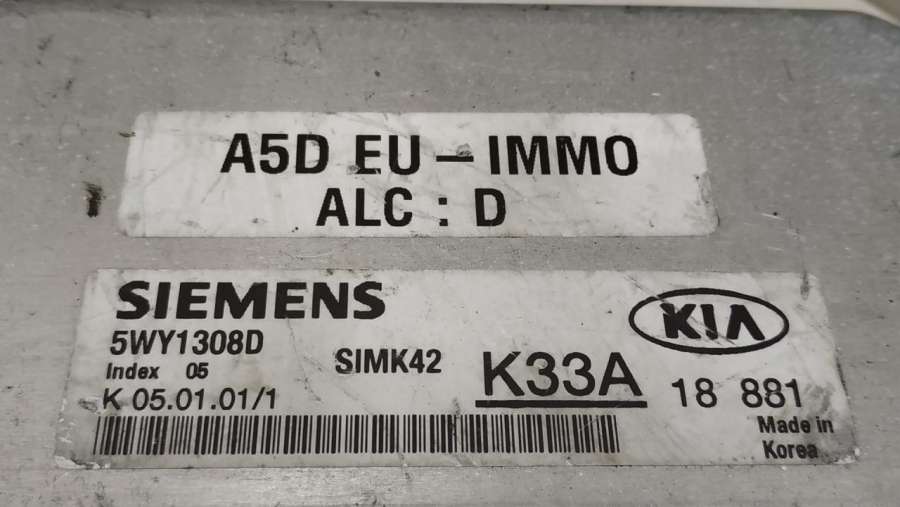 A5D EU – IMMO
ALC : D
SIEMENS
KIA
5WY1308D
SIMK42
K33A
18 881
Index 05
K 05.01.01/1
Made in
Korea